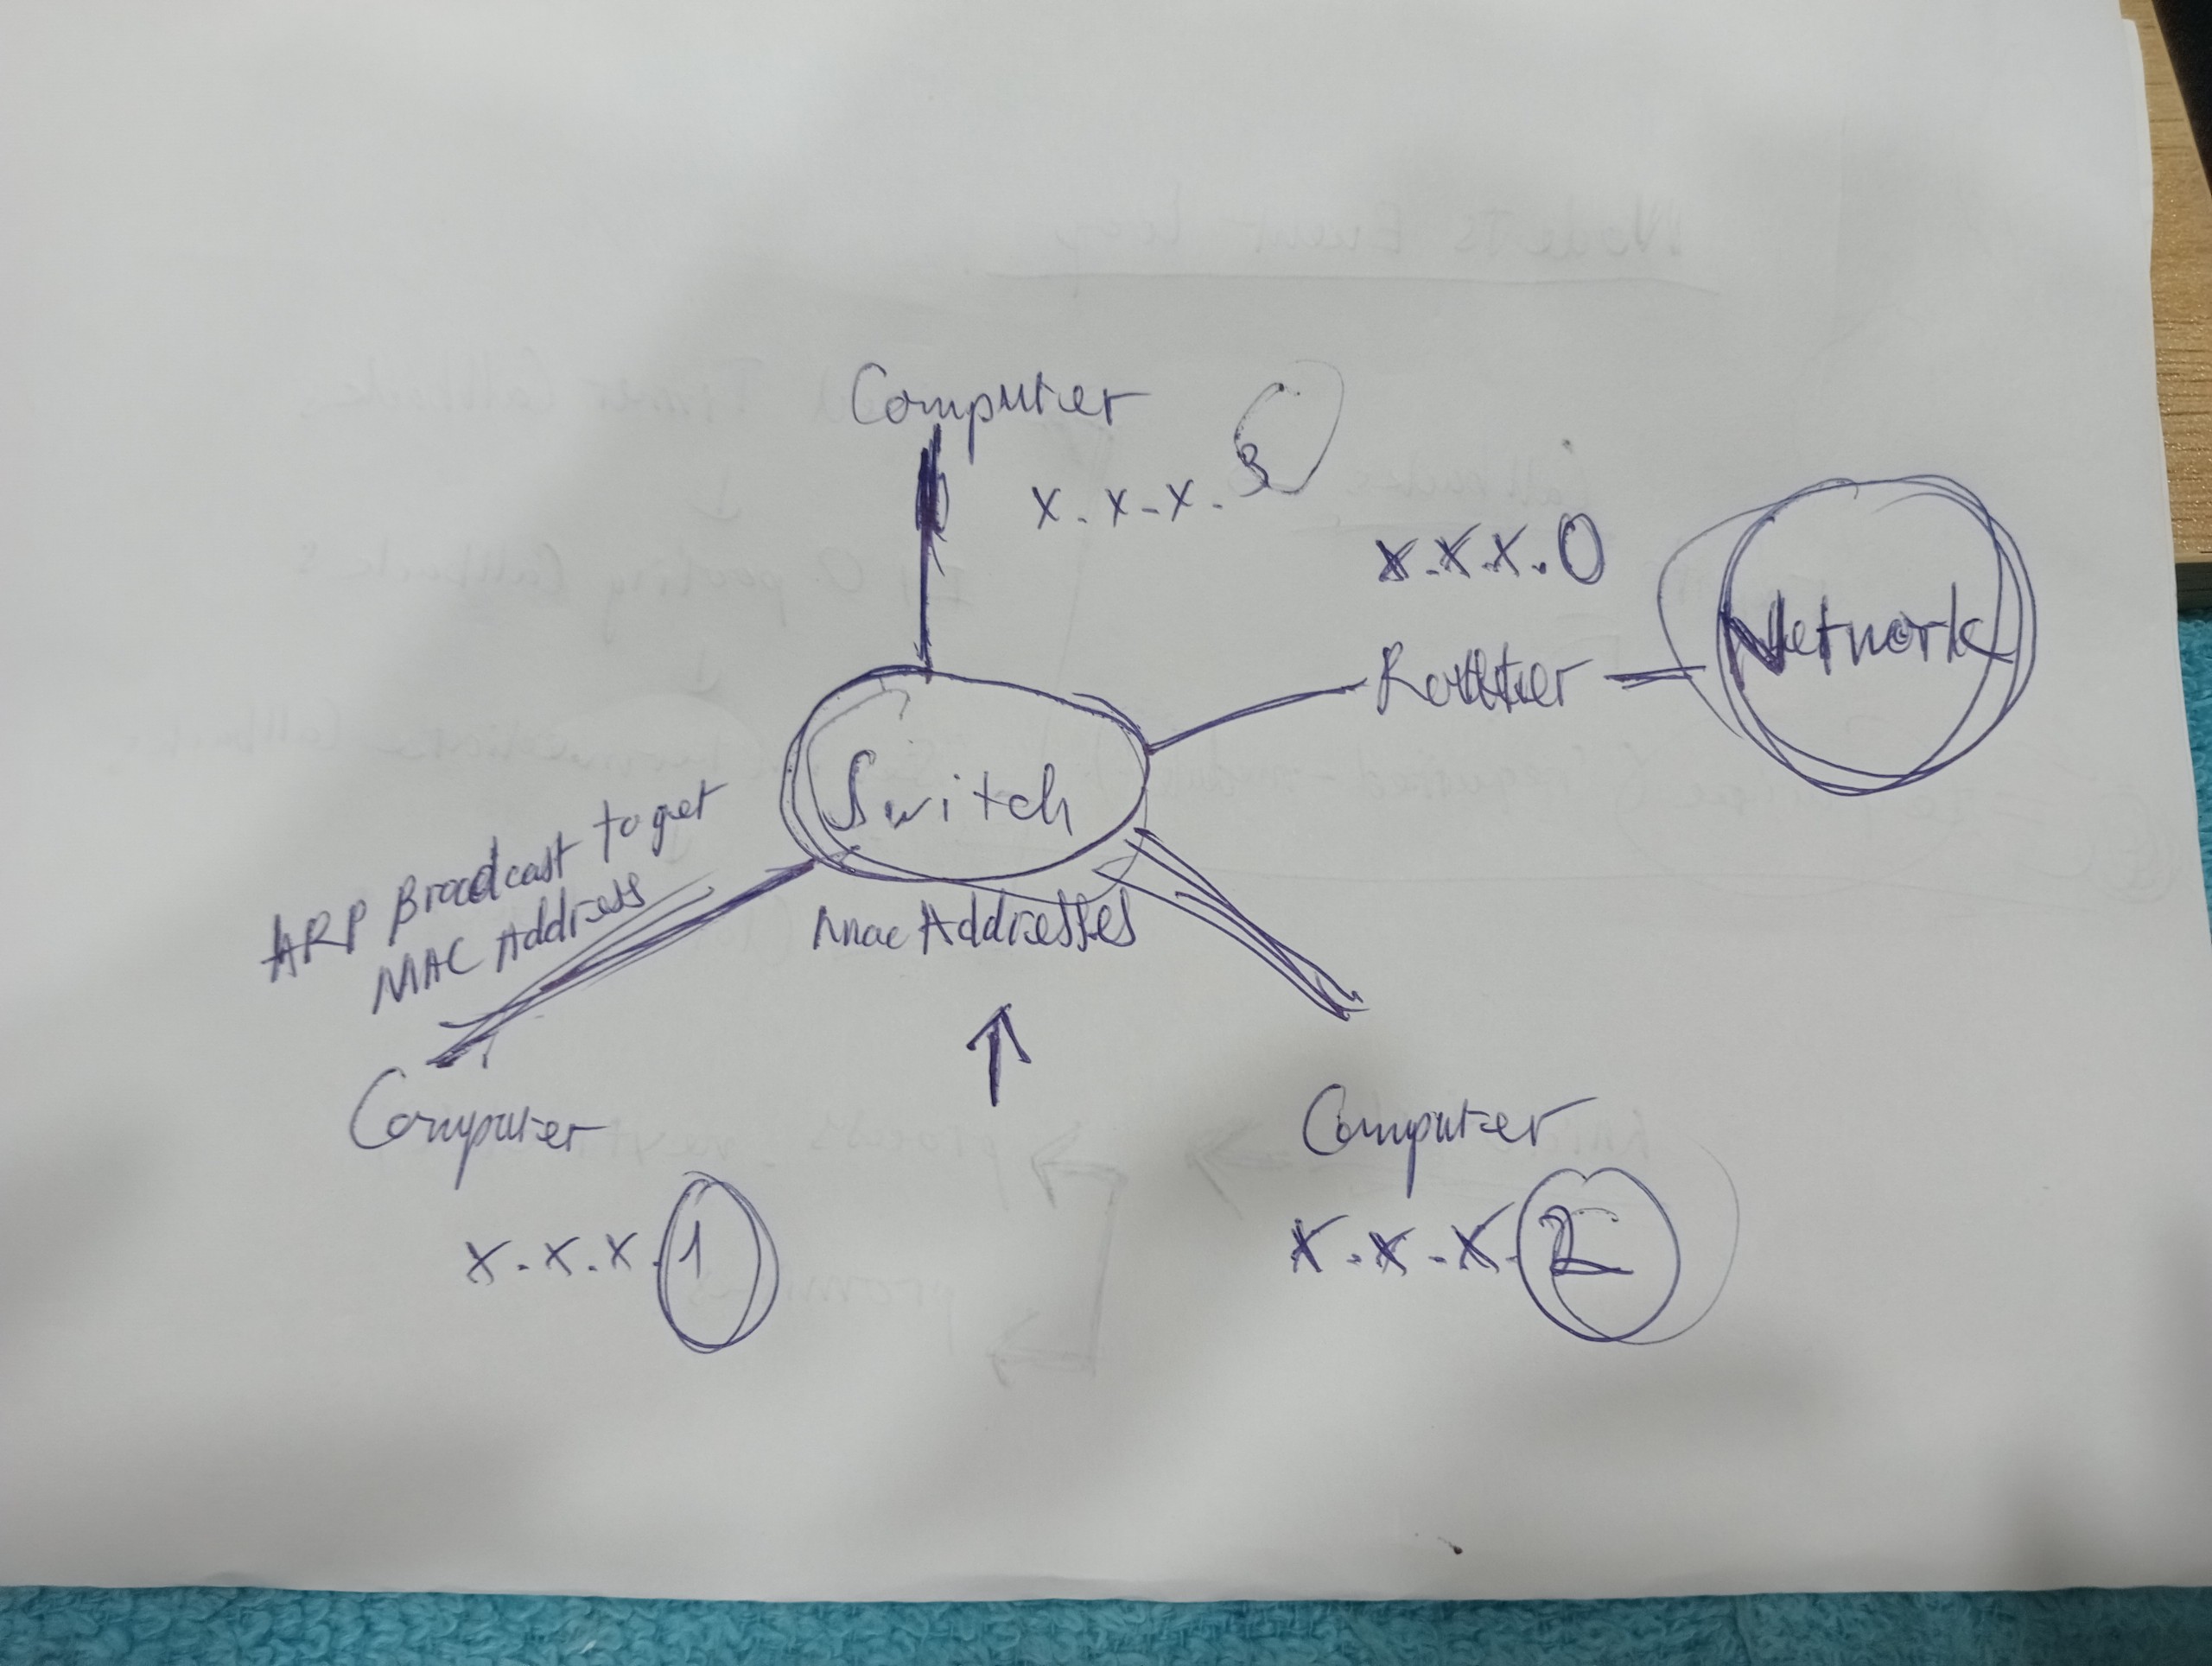 Computer
x.x.x.3
x.x.x.0
Network
Router
Switch
ARP Broadcast to get
MAC Address
Mac Addresses
Computer
Computer
x.x.x.1
x.x.x.2